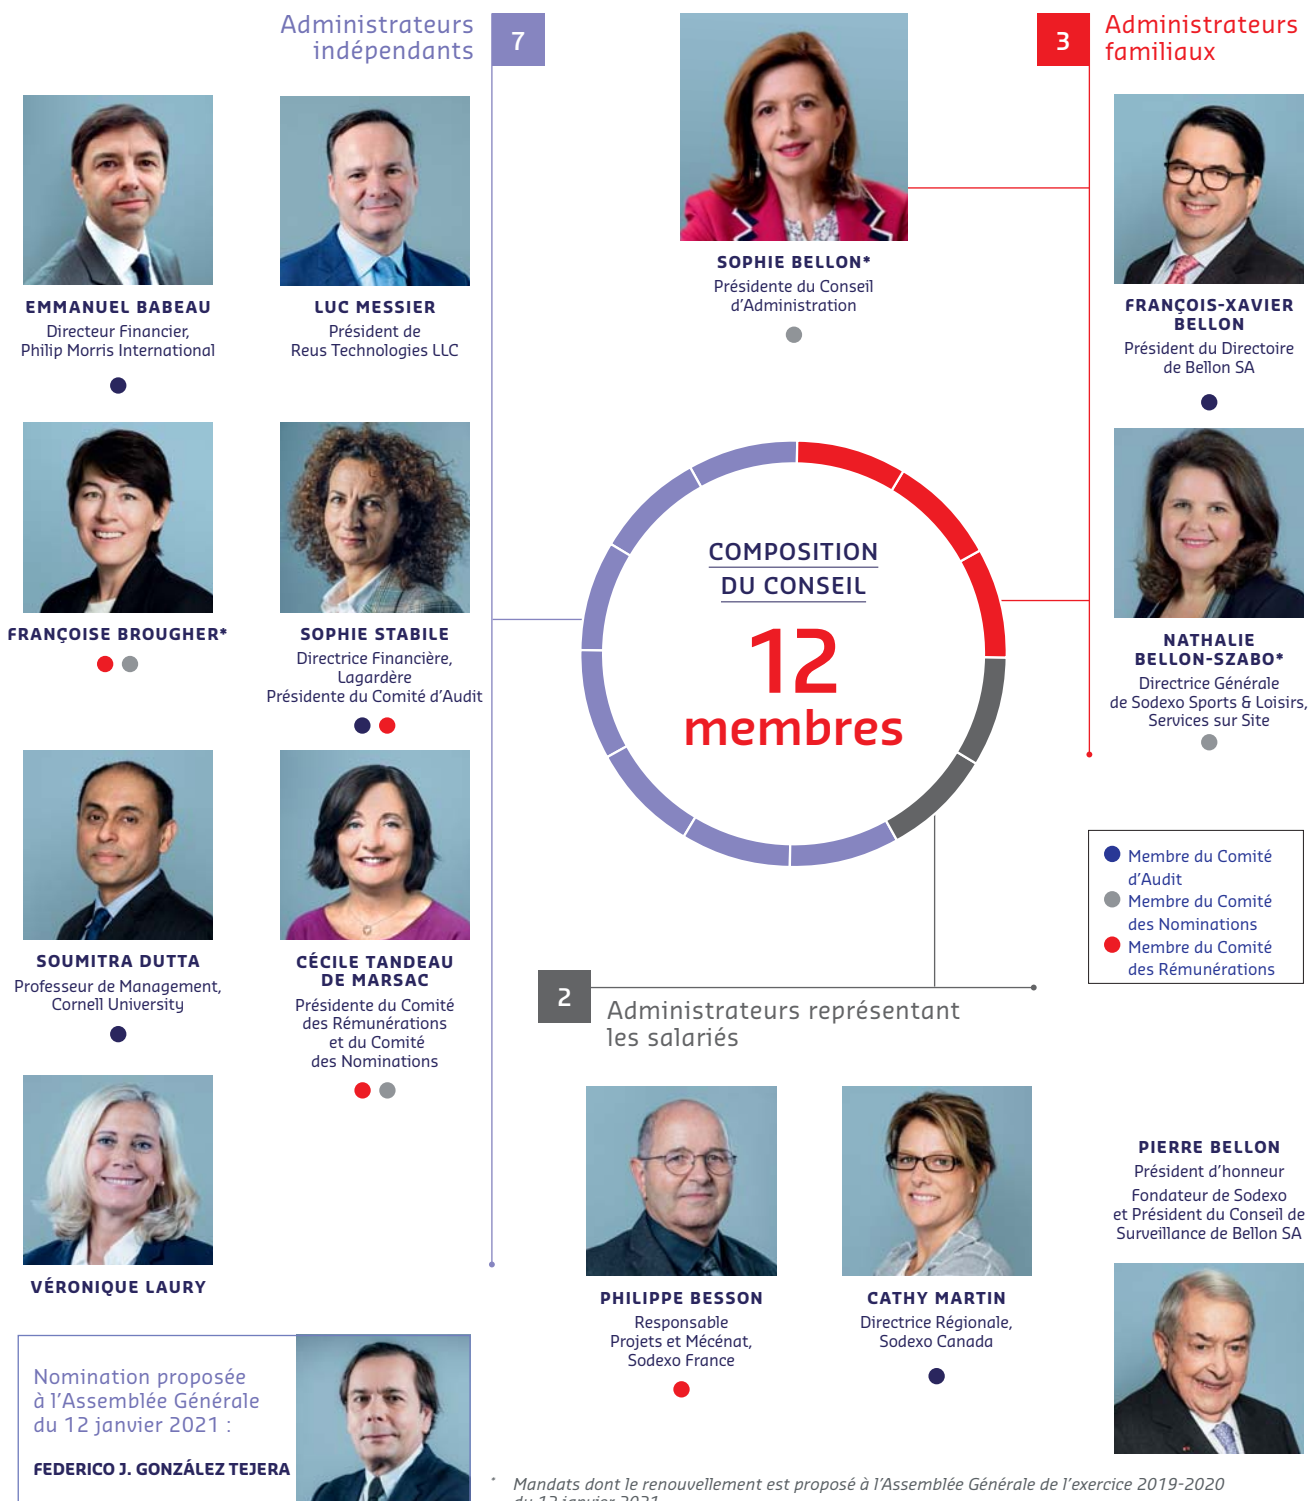 Administrateurs
indépendants
7
EMMANUEL BABEAU
Directeur Financier,
Philip Morris International
LUC MESSIER
Président de
Reus Technologies LLC
FRANÇOISE BROUGHER*
SOPHIE STABILE
Directrice Financière,
Lagardère
Présidente du Comité d'Audit
SOUMITRA DUTTA
Professeur de Management,
Cornell University
CÉCILE TANDEAU
DE MARSAC
Présidente du Comité
des Rémunérations
et du Comité
des Nominations
VÉRONIQUE LAURY
Nomination proposée
à l'Assemblée Générale
du 12 janvier 2021 :
FEDERICO J. GONZÁLEZ TEJERA
SOPHIE BELLON*
Présidente du Conseil
d'Administration
3
Administrateurs
familiaux
FRANÇOIS-XAVIER
BELLON
Président du Directoire
de Bellon SA
NATHALIE
BELLON-SZABO*
Directrice Générale
de Sodexo Sports & Loisirs,
Services sur Site
COMPOSITION
DU CONSEIL
12
membres
Membre du Comité
d'Audit
Membre du Comité
des Nominations
Membre du Comité
des Rémunérations
2
Administrateurs représentant
les salariés
PHILIPPE BESSON
Responsable
Projets et Mécénat,
Sodexo France
CATHY MARTIN
Directrice Régionale,
Sodexo Canada
PIERRE BELLON
Président d'honneur
Fondateur de Sodexo
et Président du Conseil de
Surveillance de Bellon SA
* Mandats dont le renouvellement est proposé à l'Assemblée Générale de l'exercice 2019-2020
du 12 janvier 2021